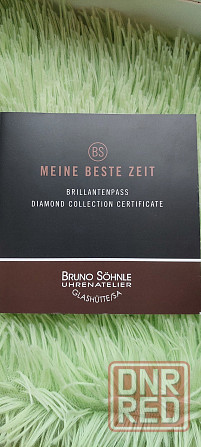 BS
MEINE BESTE ZEIT
BRILLANTENPASS
DIAMOND COLLECTION CERTIFICATE
BRUNO SÖHNLE
UHRENATELIER
GLASHÜTTE/SA
DNR
RED